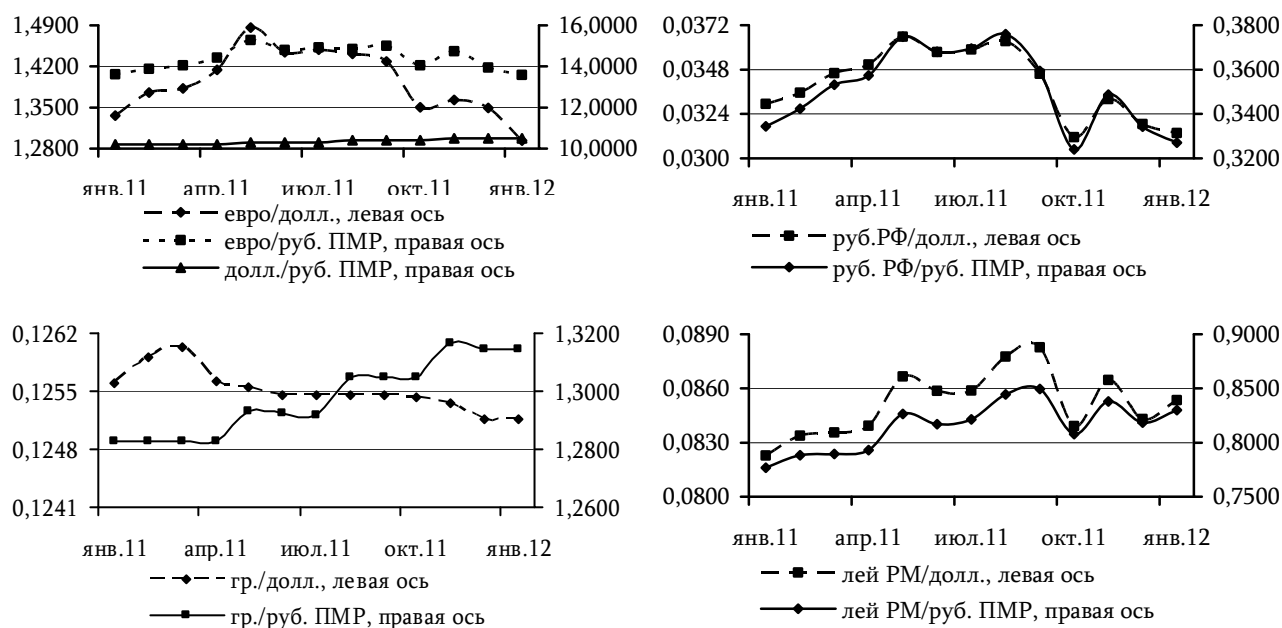 1,4900
1,4200
1,3500
1,2800
16,0000
14,0000
12,0000
10,0000
янв.11 апр.11 июл.11 окт.11 янв.12
евро/долл., левая ось
евро/руб. ПМР, правая ось
долл./руб. ПМР, правая ось
0,0372
0,0348
0,0324
0,0300
0,3800
0,3600
0,3400
0,3200
янв.11 апр.11 июл.11 окт.11 янв.12
руб.РФ/долл., левая ось
руб. РФ/руб. ПМР, правая ось
0,1262
0,1255
0,1248
0,1241
1,3200
1,3000
1,2800
1,2600
янв.11 апр.11 июл.11 окт.11 янв.12
гр./долл., левая ось
гр./руб. ПМР, правая ось
0,0890
0,0860
0,0830
0,0800
0,9000
0,8500
0,8000
0,7500
янв.11 апр.11 июл.11 окт.11 янв.12
лей РМ/долл., левая ось
лей РМ/руб. ПМР, правая ось